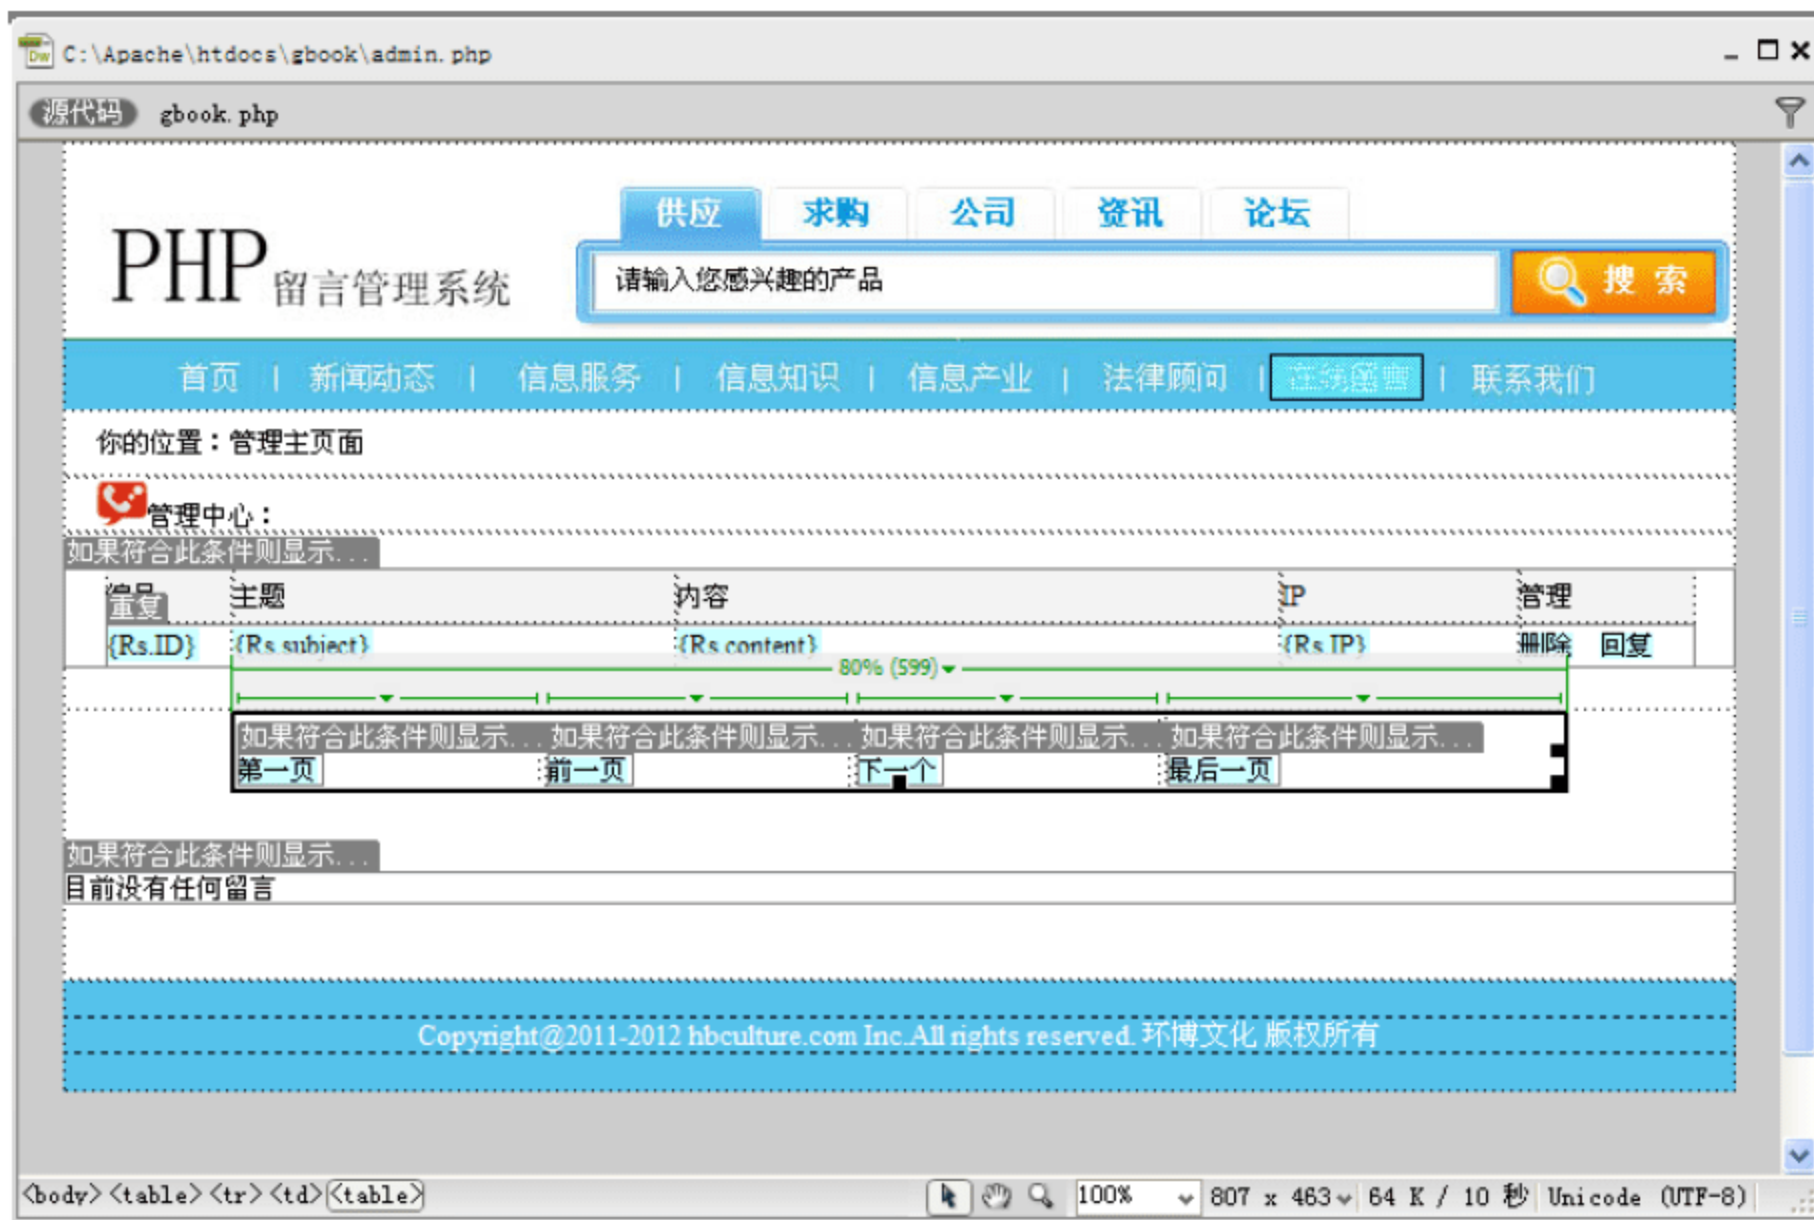 C:\Apache\htdocs\gbook\admin.php
源代码 gbook.php
供应 求购 公司 资讯 论坛
PHP留言管理系统
请输入您感兴趣的产品 搜 索
首页 | 新闻动态 | 信息服务 | 信息知识 | 信息产业 | 法律顾问 | 在线留言 | 联系我们
你的位置：管理主页面
管理中心：
如果符合此条件则显示...
编号 主题 内容 IP 管理
重复
{Rs.ID} {Rs.subject} {Rs.content} {Rs.IP} 删除 回复
80% (599)
如果符合此条件则显示... 如果符合此条件则显示... 如果符合此条件则显示... 如果符合此条件则显示...
第一页 前一页 下一个 最后一页
如果符合此条件则显示...
目前没有任何留言
Copyright@2011-2012 hbculture.com Inc.All rights reserved. 环博文化 版权所有
<body> <table> <tr> <td> <table> 100% 807 x 463 64 K / 10 秒 Unicode (UTF-8)